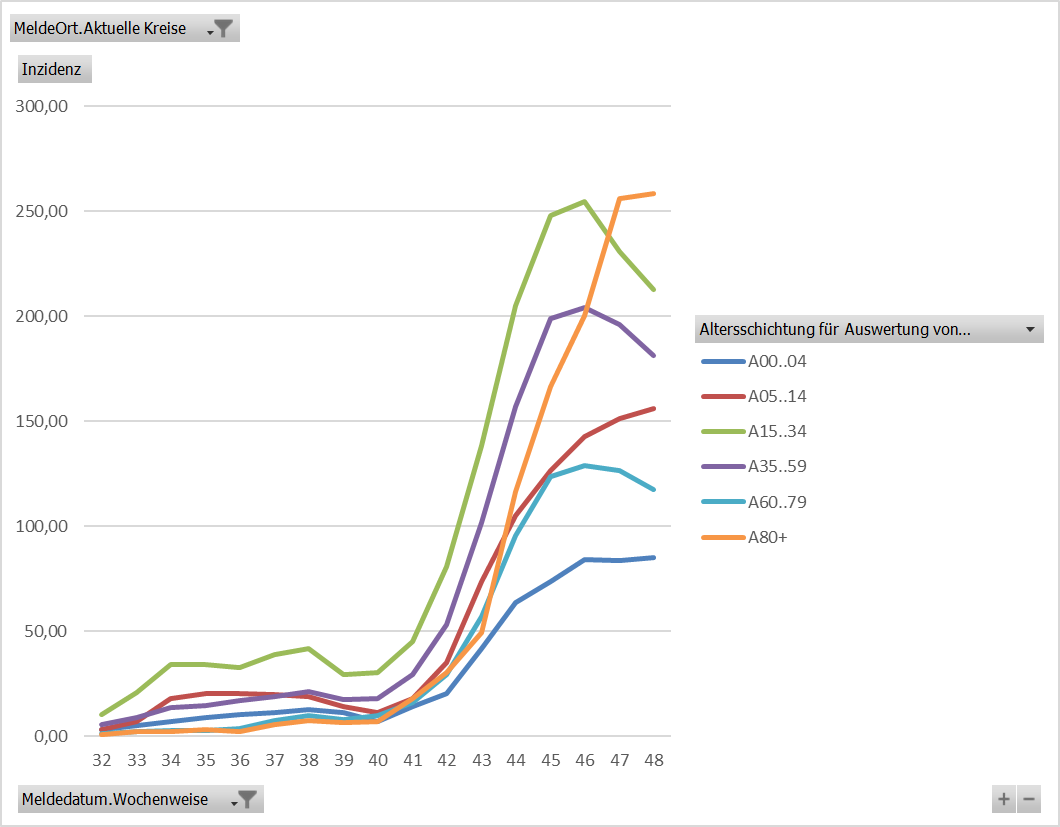 MeldeOrt.Aktuelle Kreise
Inzidenz
300,00
250,00
200,00
150,00
100,00
50,00
0,00
32 33 34 35 36 37 38 39 40 41 42 43 44 45 46 47 48
Altersschichtung für Auswertung von...
A00..04
A05..14
A15..34
A35..59
A60..79
A80+
Meldedatum.Wochenweise
+ −